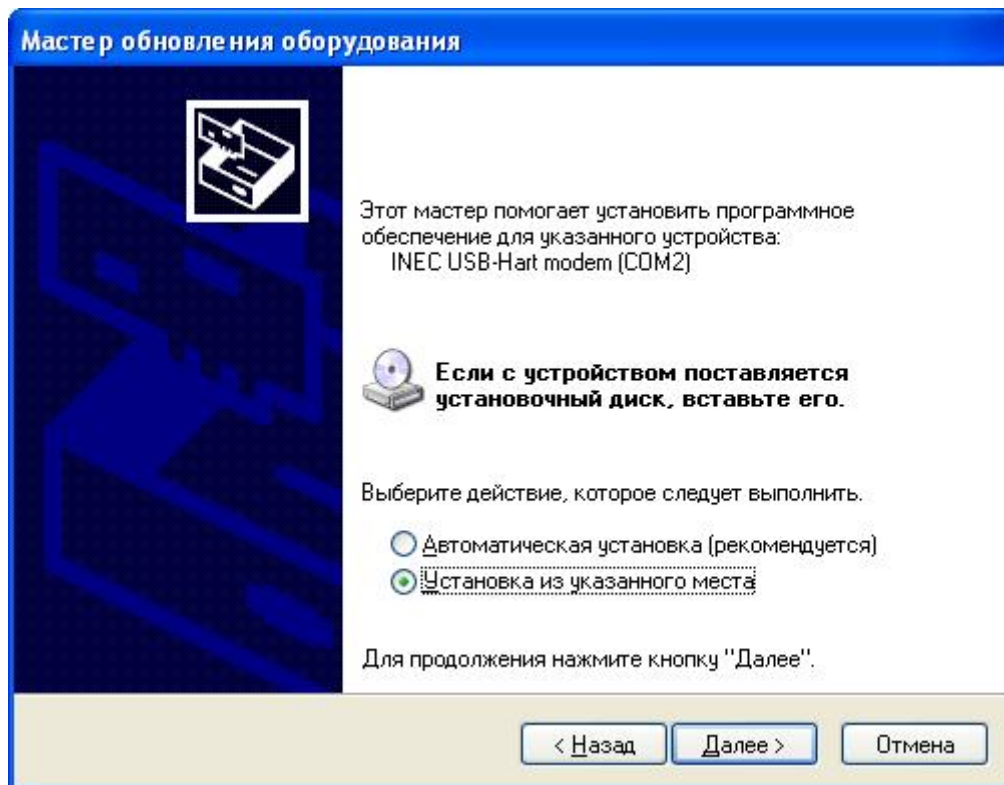 Мастер обновления оборудования
Этот мастер помогает установить программное
обеспечение для указанного устройства:
INEC USB-Hart modem (COM2)
Если с устройством поставляется
установочный диск, вставьте его.
Выберите действие, которое следует выполнить.
Автоматическая установка (рекомендуется)
Установка из указанного места
Для продолжения нажмите кнопку "Далее".
< Назад Далее > Отмена